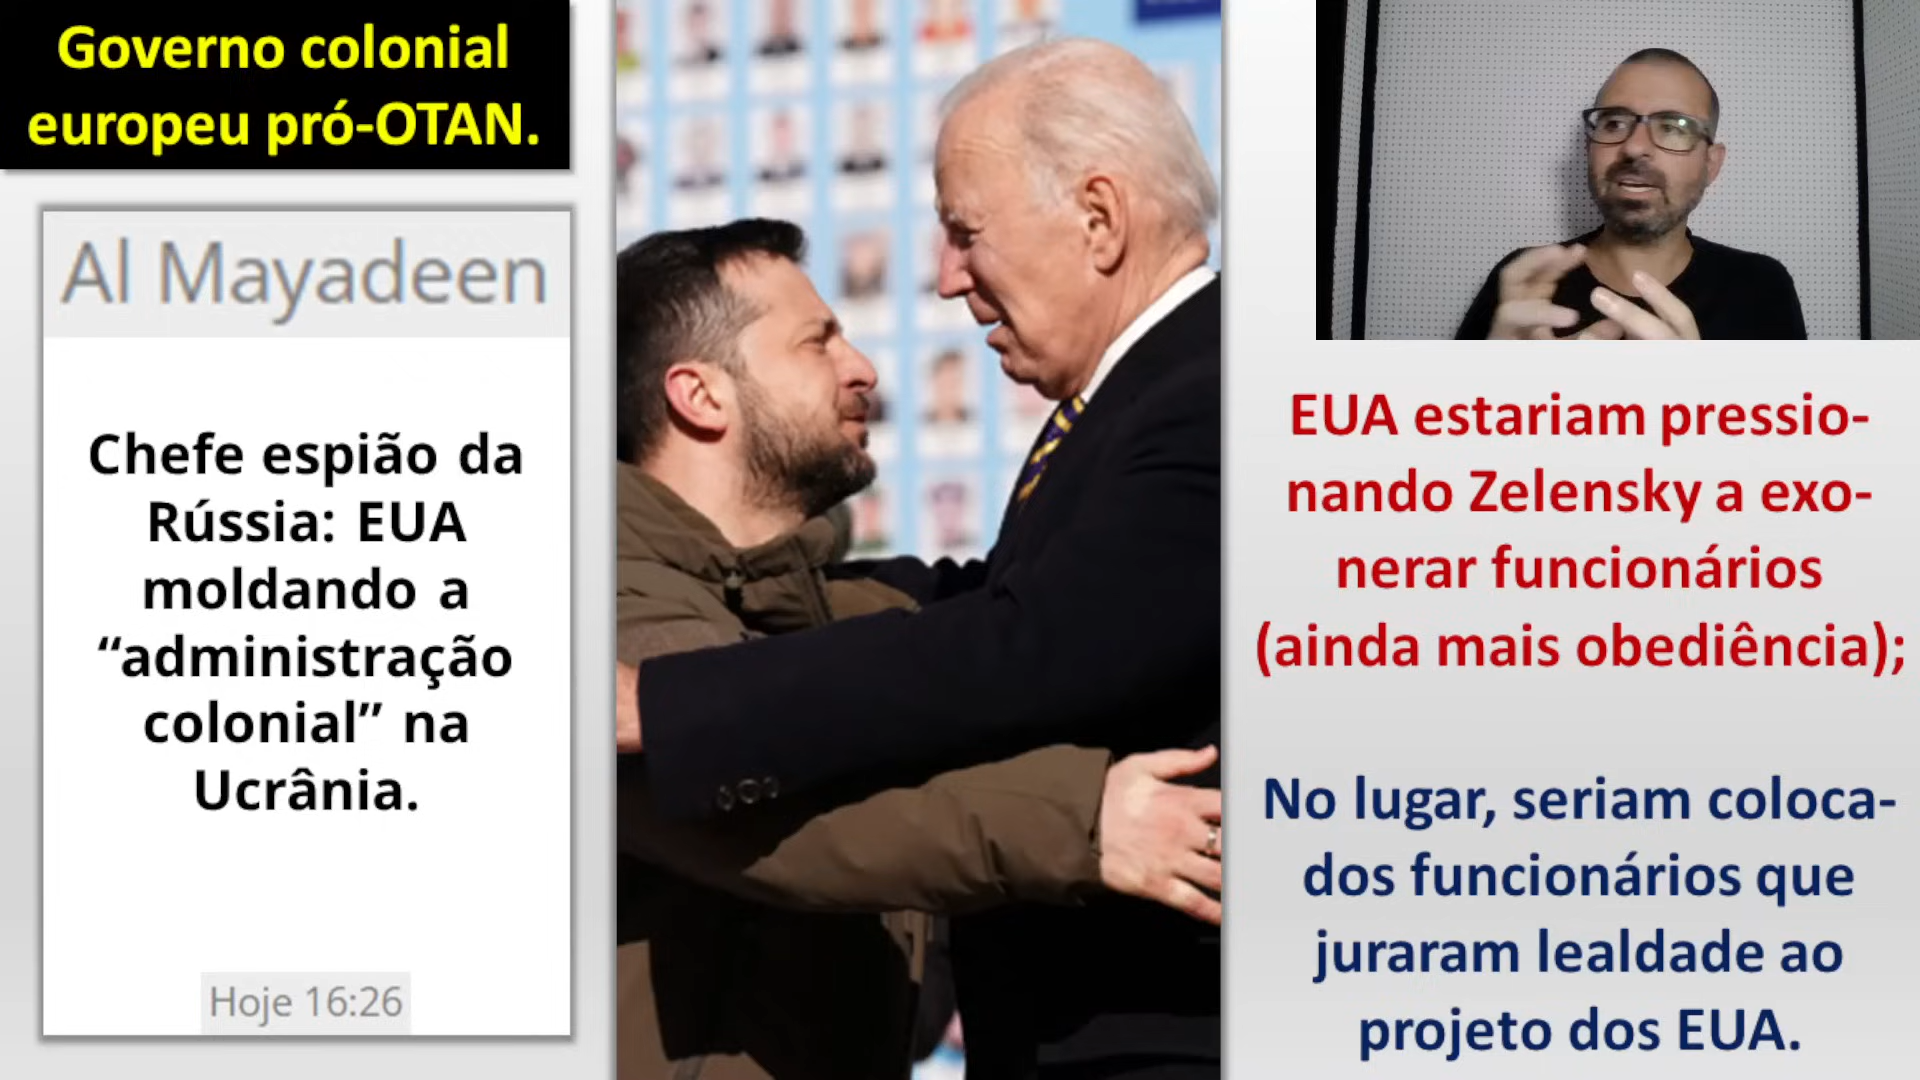 Governo colonial
europeu pró-OTAN.
Al Mayadeen
Chefe espião da
Rússia: EUA
moldando a
“administração
colonial” na
Ucrânia.
Hoje 16:26
EUA estariam pressio-
nando Zelensky a exo-
nerar funcionários
(ainda mais obediência);
No lugar, seriam coloca-
dos funcionários que
juraram lealdade ao
projeto dos EUA.